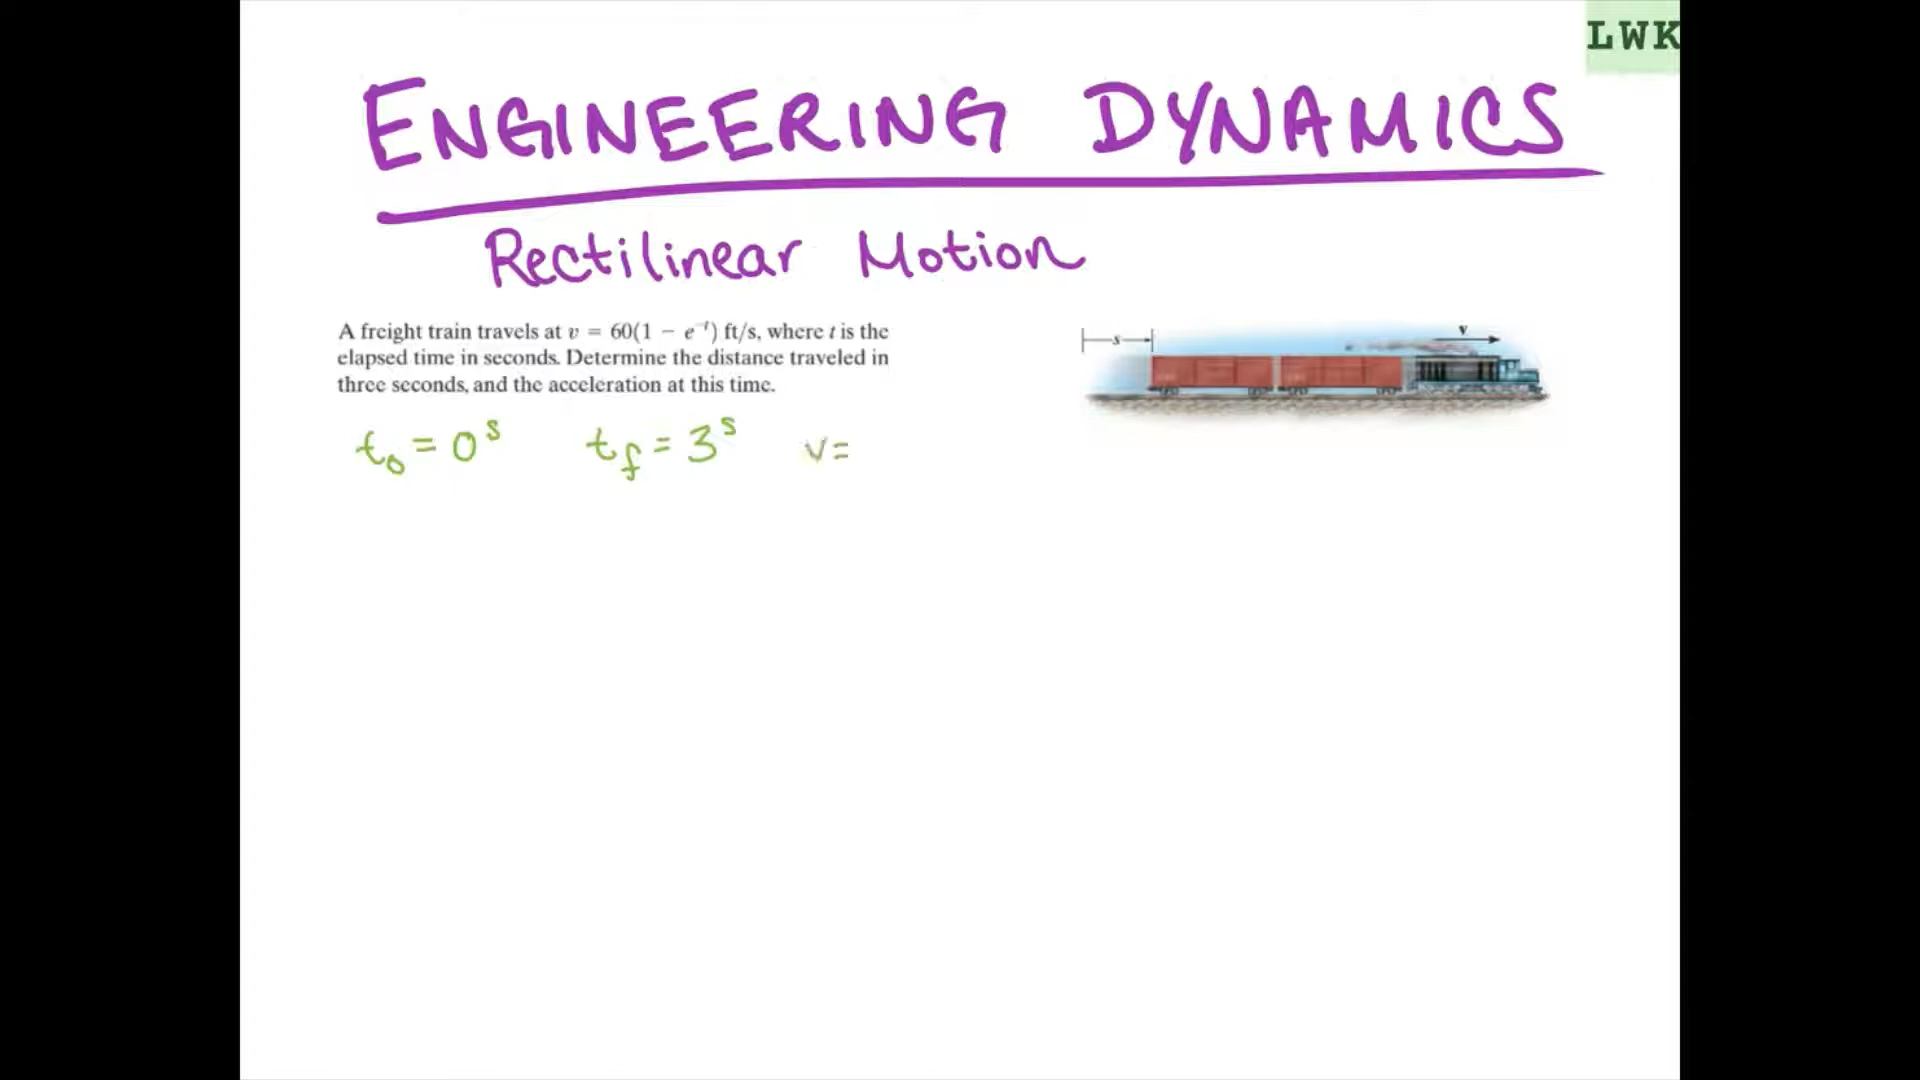 LWK
ENGINEERING DYNAMICS
Rectilinear Motion
A freight train travels at v = 60(1 − e⁻ᵗ) ft/s, where t is the
elapsed time in seconds. Determine the distance traveled in
three seconds, and the acceleration at this time.
s
v
t₀ = 0ˢ t_f = 3ˢ v=